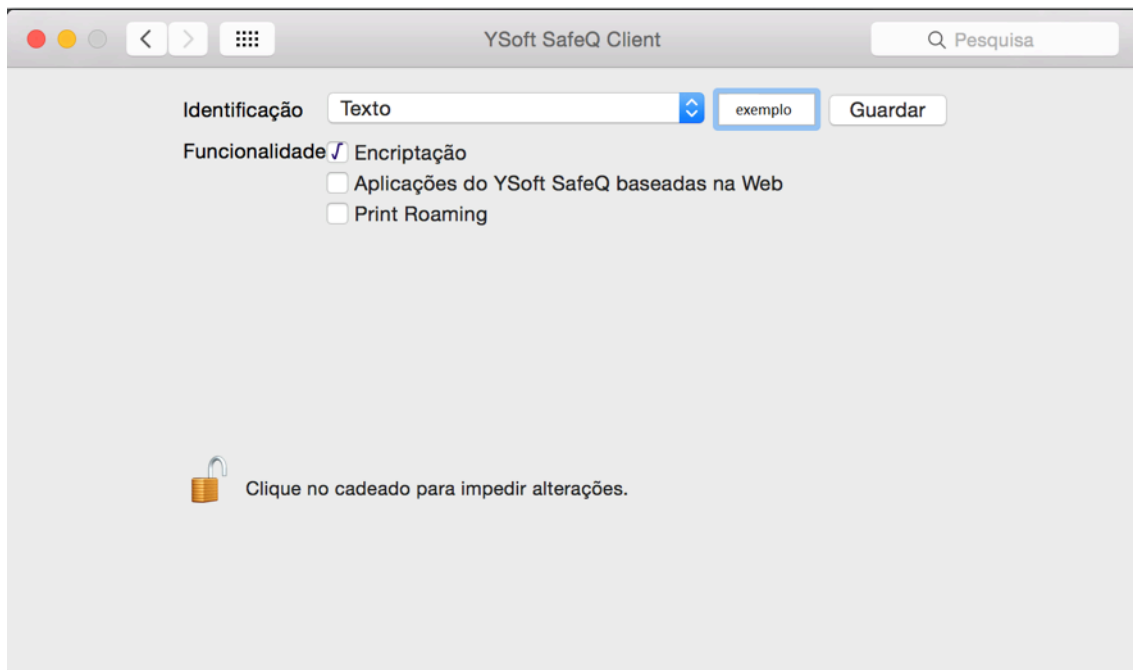 YSoft SafeQ Client
Pesquisa
Identificação Texto exemplo Guardar
Funcionalidade Encriptação
Aplicações do YSoft SafeQ baseadas na Web
Print Roaming
Clique no cadeado para impedir alterações.